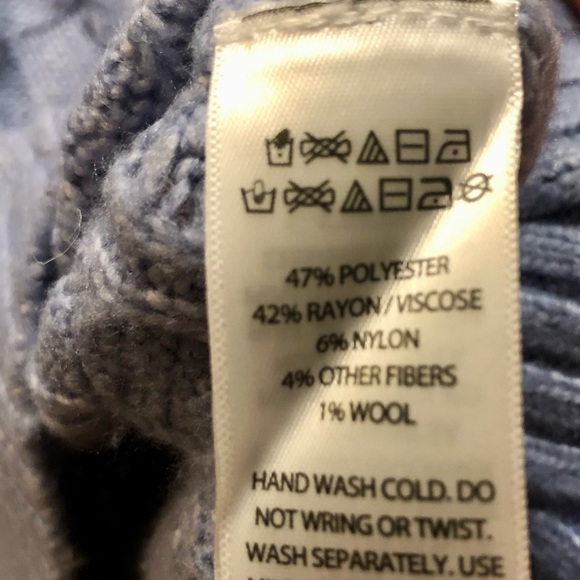 47% POLYESTER
42% RAYON / VISCOSE
6% NYLON
4% OTHER FIBERS
1% WOOL
HAND WASH COLD. DO
NOT WRING OR TWIST.
WASH SEPARATELY. USE